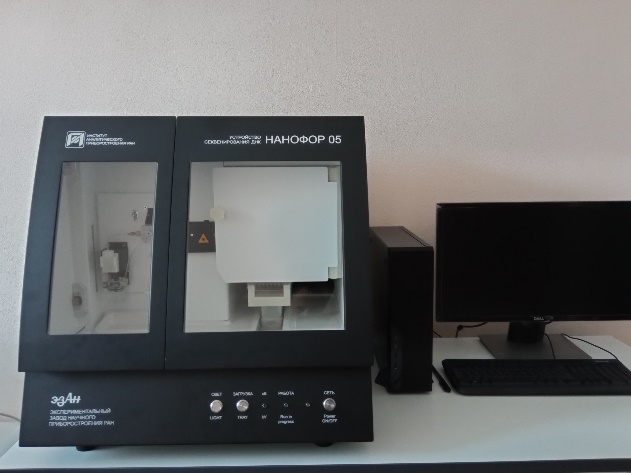 ИНСТИТУТ
АНАЛИТИЧЕСКОГО
ПРИБОРОСТРОЕНИЯ РАН
УСТРОЙСТВО
СЕКВЕНИРОВАНИЯ ДНК
НАНОФОР 05
эзАн
ЭКСПЕРИМЕНТАЛЬНЫЙ
ЗАВОД НАУЧНОГО
ПРИБОРОСТРОЕНИЯ РАН
СВЕТ
ЗАГРУЗКА
РАБОТА
СЕТЬ
LIGHT
TRAY
Run in
progress
Power
ON/OFF
DELL